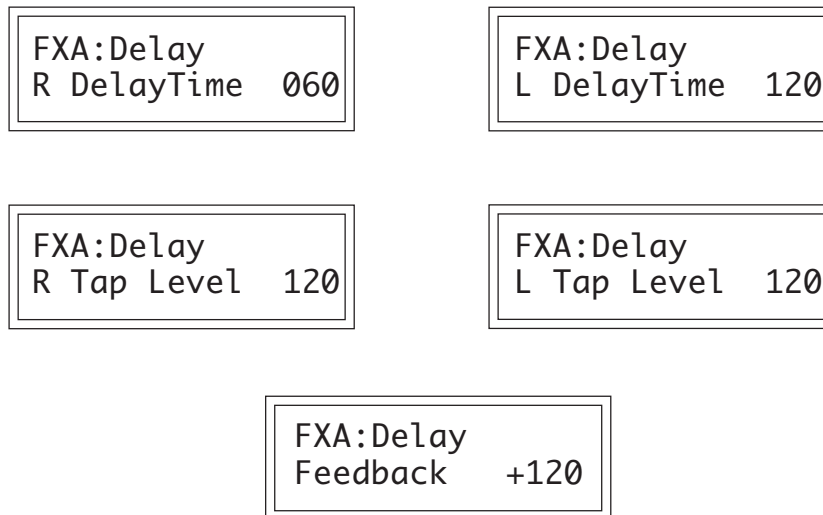 FXA:Delay
R DelayTime 060
FXA:Delay
L DelayTime 120
FXA:Delay
R Tap Level 120
FXA:Delay
L Tap Level 120
FXA:Delay
Feedback +120